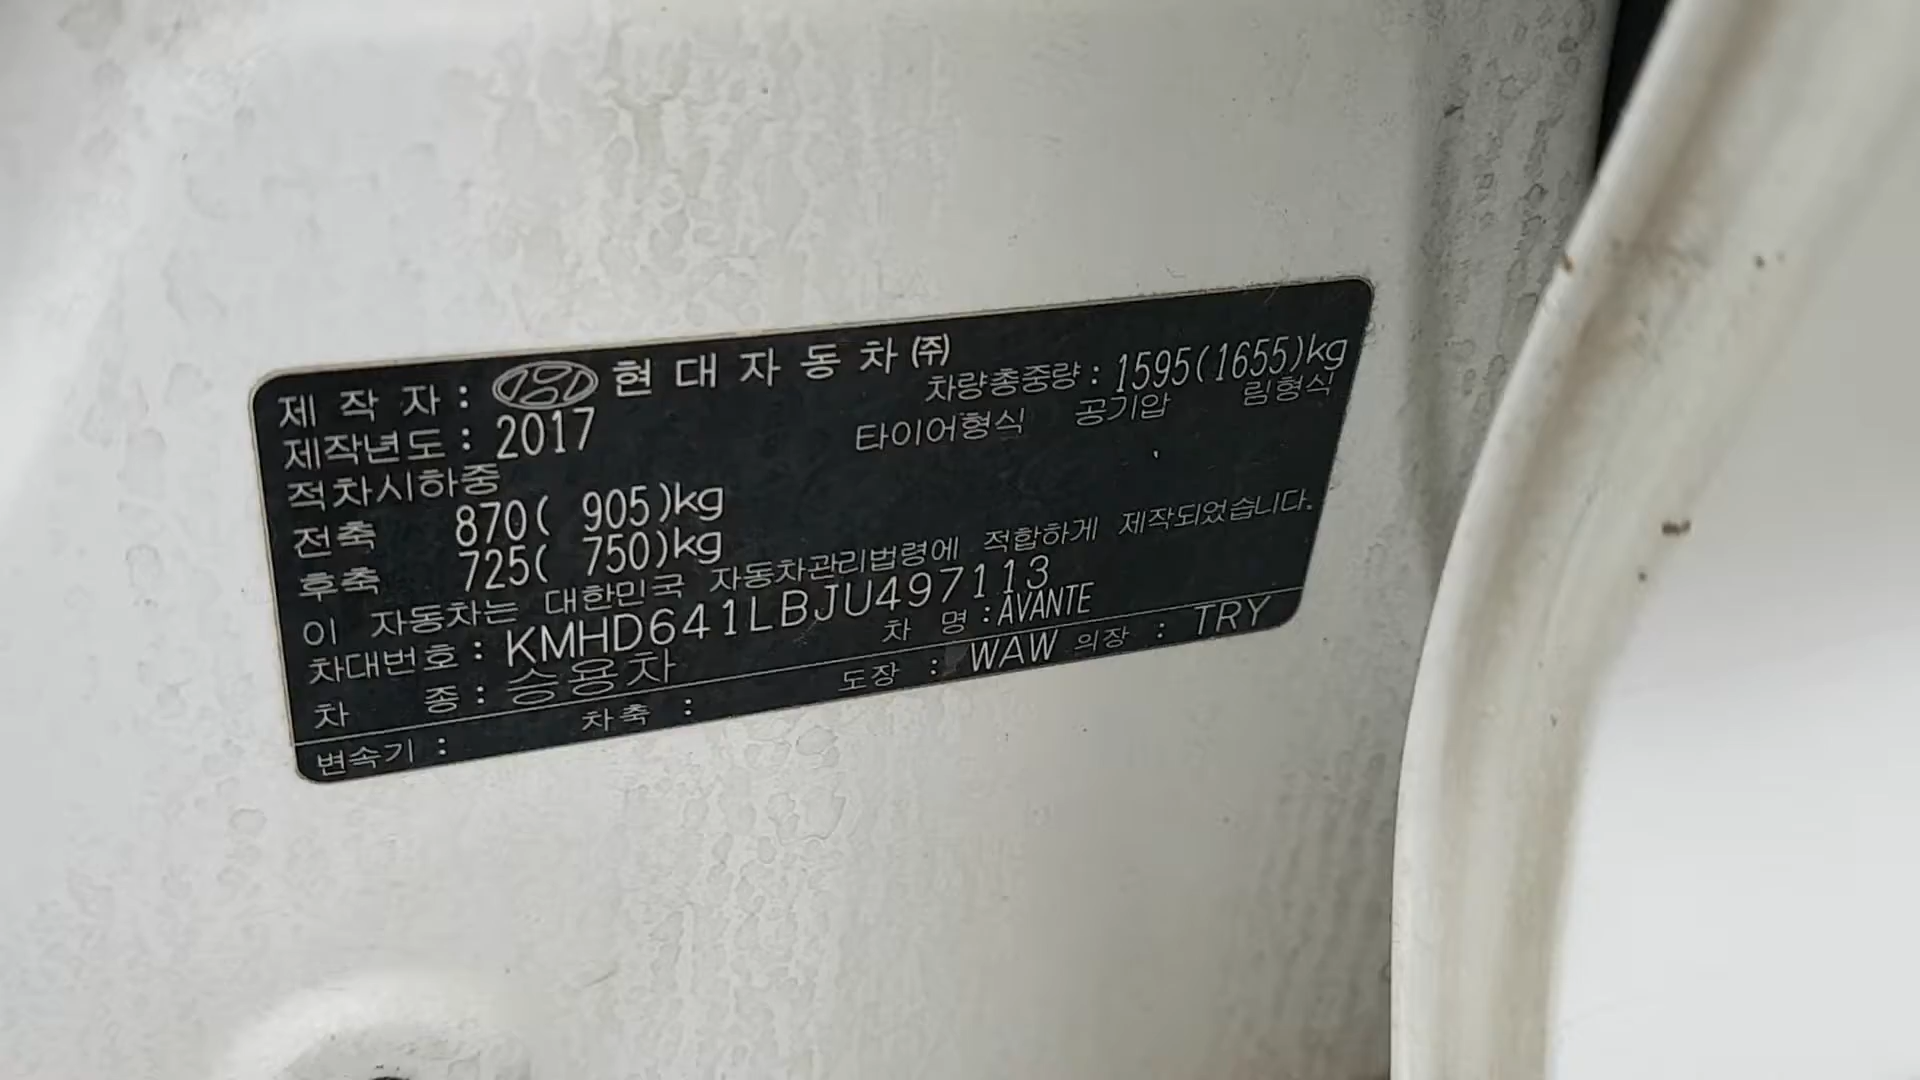 제 작 자 : 현 대 자 동 차 ㈜
제작년도 : 2017 차량총중량 : 1595(1655)kg
적차시하중 타이어형식 공기압 림형식
전축 870( 905)kg
후축 725( 750)kg
이 자동차는 대한민국 자동차관리법령에 적합하게 제작되었습니다.
차대번호 : KMHD641LBJU497113
차 종 : 승용차 차 명 : AVANTE
변속기 : 차축 : 도장 : WAW 의장 : TRY